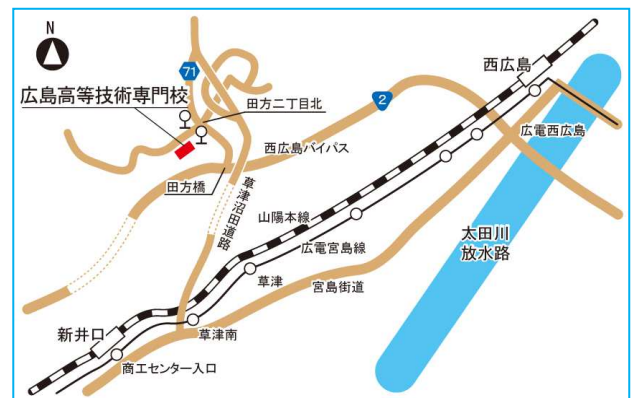 N
71
西広島
広島高等技術専門校
田方二丁目北
2
広電西広島
西広島バイパス
田方橋
草津沼田道路
山陽本線
広電宮島線
太田川
放水路
草津
宮島街道
新井口
草津南
商工センター入口